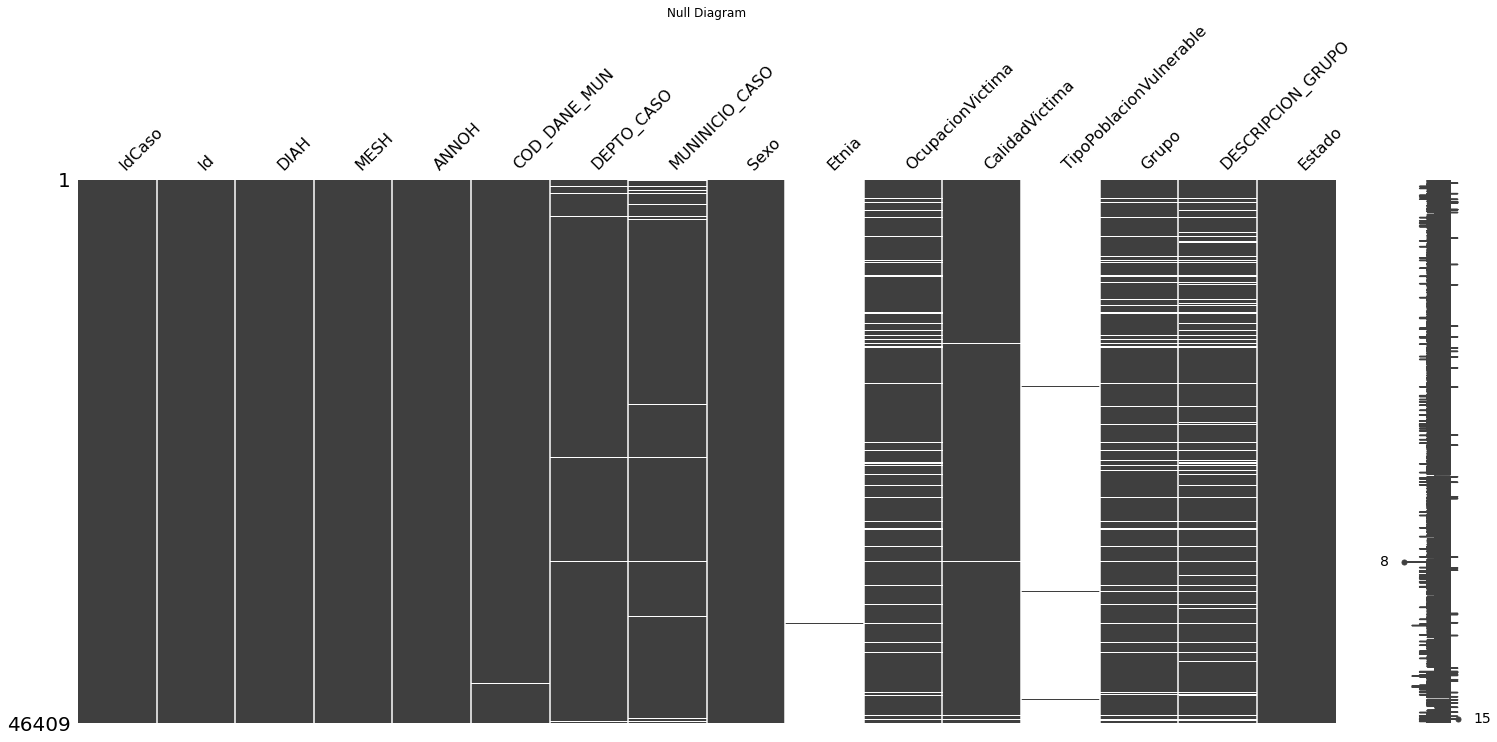 Null Diagram
IdCaso
Id
DIAH
MESH
ANNOH
COD_DANE_MUN
DEPTO_CASO
MUNINICIO_CASO
Sexo
Etnia
OcupacionVictima
CalidadVictima
TipoPoblacionVulnerable
Grupo
DESCRIPCION_GRUPO
Estado
1
8
15
46409